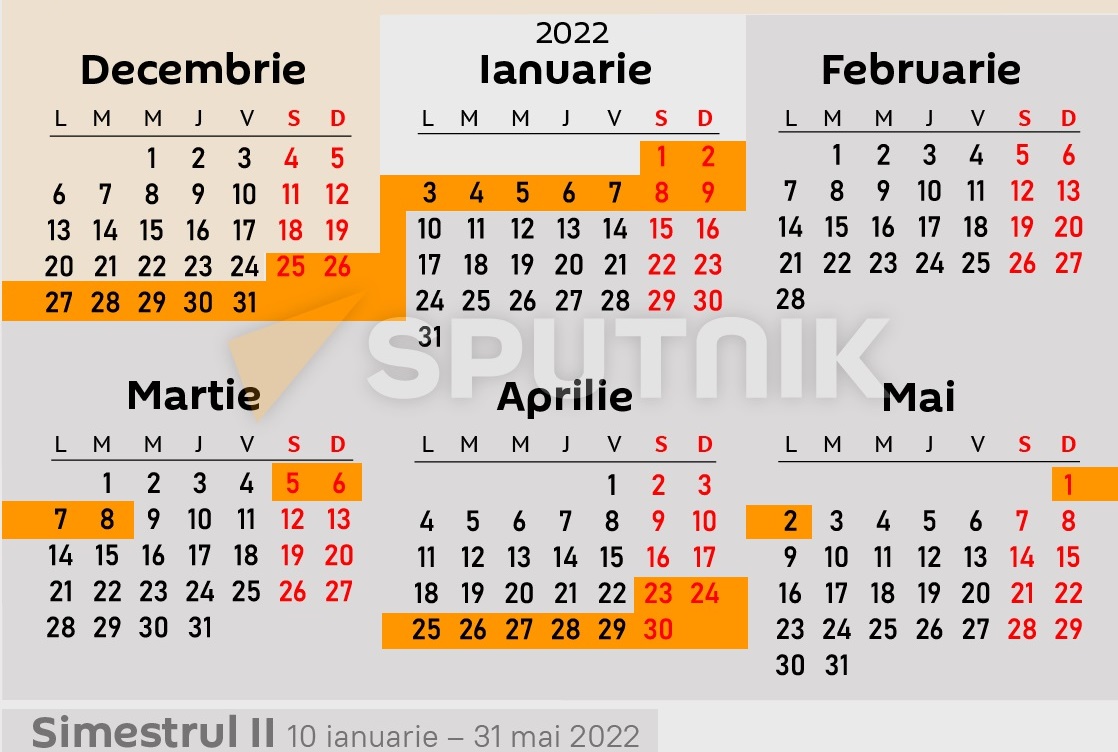 2022
Decembrie Ianuarie Februarie
L M M J V S D L M M J V S D L M M J V S D
1 2 3 4 5 1 2 1 2 3 4 5 6
6 7 8 9 10 11 12 3 4 5 6 7 8 9 7 8 9 10 11 12 13
13 14 15 16 17 18 19 10 11 12 13 14 15 16 14 15 16 17 18 19 20
20 21 22 23 24 25 26 17 18 19 20 21 22 23 21 22 23 24 25 26 27
27 28 29 30 31 24 25 26 27 28 29 30 28
31
SPUTNIK
Martie Aprilie Mai
L M M J V S D L M M J V S D L M M J V S D
1 2 3 4 5 6 1 2 3 1
7 8 9 10 11 12 13 4 5 6 7 8 9 10 2 3 4 5 6 7 8
14 15 16 17 18 19 20 11 12 13 14 15 16 17 9 10 11 12 13 14 15
21 22 23 24 25 26 27 18 19 20 21 22 23 24 16 17 18 19 20 21 22
28 29 30 31 25 26 27 28 29 30 23 24 25 26 27 28 29
30 31
Simestrul II 10 ianuarie – 31 mai 2022